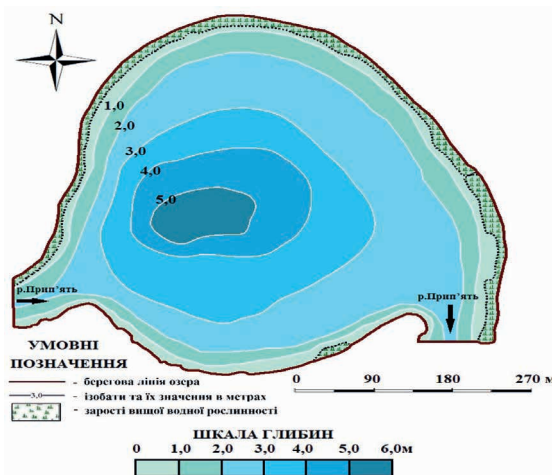 N
1,0
2,0
3,0
4,0
5,0
р.Прип'ять
р.Прип'ять
УМОВНІ
ПОЗНАЧЕННЯ
- берегова лінія озера
3,0 - ізобати та їх значення в метрах
- зарості вищої водної рослинності
0 90 180 270 м
ШКАЛА ГЛИБИН
0 1,0 2,0 3,0 4,0 5,0 6,0м